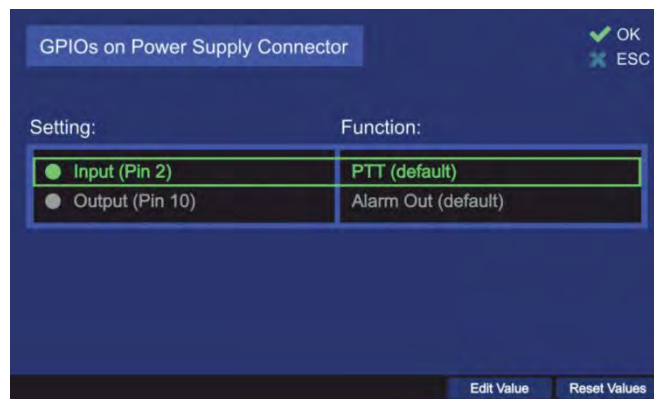 GPIOs on Power Supply Connector
OK
ESC
Setting:
Function:
Input (Pin 2)
PTT (default)
Output (Pin 10)
Alarm Out (default)
Edit Value
Reset Values